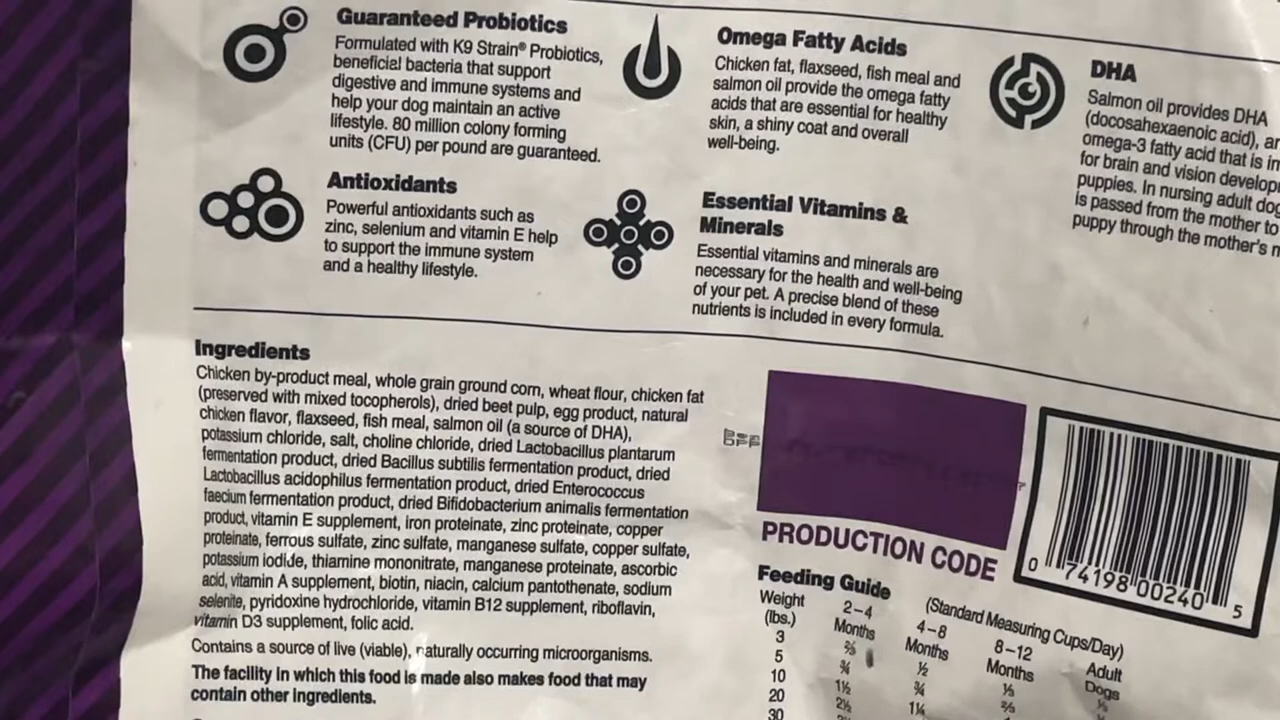 Guaranteed Probiotics
Formulated with K9 Strain® Probiotics,
beneficial bacteria that support
digestive and immune systems and
help your dog maintain an active
lifestyle. 80 million colony forming
units (CFU) per pound are guaranteed.
Omega Fatty Acids
Chicken fat, flaxseed, fish meal and
salmon oil provide the omega fatty
acids that are essential for healthy
skin, a shiny coat and overall
well-being.
DHA
Salmon oil provides DHA
(docosahexaenoic acid), an
omega-3 fatty acid that is im
for brain and vision develop
puppies. In nursing adult dog
is passed from the mother to
puppy through the mother's m
Antioxidants
Powerful antioxidants such as
zinc, selenium and vitamin E help
to support the immune system
and a healthy lifestyle.
Essential Vitamins &
Minerals
Essential vitamins and minerals are
necessary for the health and well-being
of your pet. A precise blend of these
nutrients is included in every formula.
Ingredients
Chicken by-product meal, whole grain ground corn, wheat flour, chicken fat
(preserved with mixed tocopherols), dried beet pulp, egg product, natural
chicken flavor, flaxseed, fish meal, salmon oil (a source of DHA),
potassium chloride, salt, choline chloride, dried Lactobacillus plantarum
fermentation product, dried Bacillus subtilis fermentation product, dried
Lactobacillus acidophilus fermentation product, dried Enterococcus
faecium fermentation product, dried Bifidobacterium animalis fermentation
product, vitamin E supplement, iron proteinate, zinc proteinate, copper
proteinate, ferrous sulfate, zinc sulfate, manganese sulfate, copper sulfate,
potassium iodide, thiamine mononitrate, manganese proteinate, ascorbic
acid, vitamin A supplement, biotin, niacin, calcium pantothenate, sodium
selenite, pyridoxine hydrochloride, vitamin B12 supplement, riboflavin,
vitamin D3 supplement, folic acid.
Contains a source of live (viable), naturally occurring microorganisms.
The facility in which this food is made also makes food that may
contain other ingredients.
PRODUCTION CODE
0 74198 00240 5
Feeding Guide (Standard Measuring Cups/Day)
Weight 2–4 4–8 8–12 Adult
(lbs.) Months Months Months Dogs
3
5 ¾ ½ ⅓
10 1½ ¾ ⅔
20 2½ 1¼
30